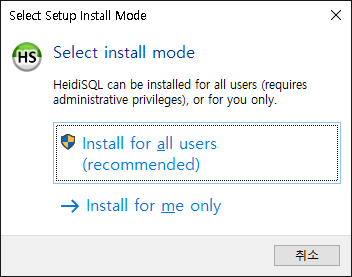 Select Setup Install Mode
HS
Select install mode
HeidiSQL can be installed for all users (requires
administrative privileges), or for you only.
Install for all users
(recommended)
Install for me only
취소